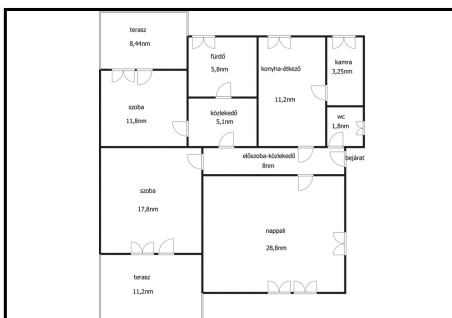 terasz
8,44nm
fürdő
5,8nm
konyha-étkező
11,2nm
kamra
3,25nm
szoba
11,8nm
közlekedő
5,1nm
wc
1,8nm
előszoba-közlekedő
8nm
bejárat
szoba
17,8nm
nappali
28,8nm
terasz
11,2nm